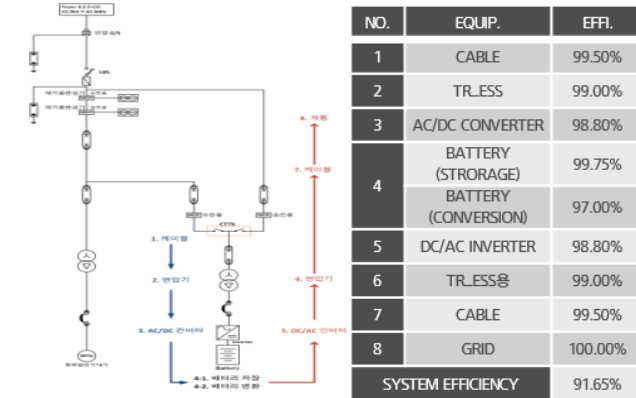 From: K.E.P.CO.
LBS
CTTS
8. 계통
7. 케이블
1. 케이블
2. 변압기
6. 변압기
3. AC/DC 컨버터
5. DC/AC 인버터
Inverter
Battery
4-1. 배터리 저장
4-2. 배터리 변환
NO. EQUIP. EFFI.
1 CABLE 99.50%
2 TR_ESS 99.00%
3 AC/DC CONVERTER 98.80%
4 BATTERY
(STRORAGE) 99.75%
BATTERY
(CONVERSION) 97.00%
5 DC/AC INVERTER 98.80%
6 TR_ESS용 99.00%
7 CABLE 99.50%
8 GRID 100.00%
SYSTEM EFFICIENCY 91.65%